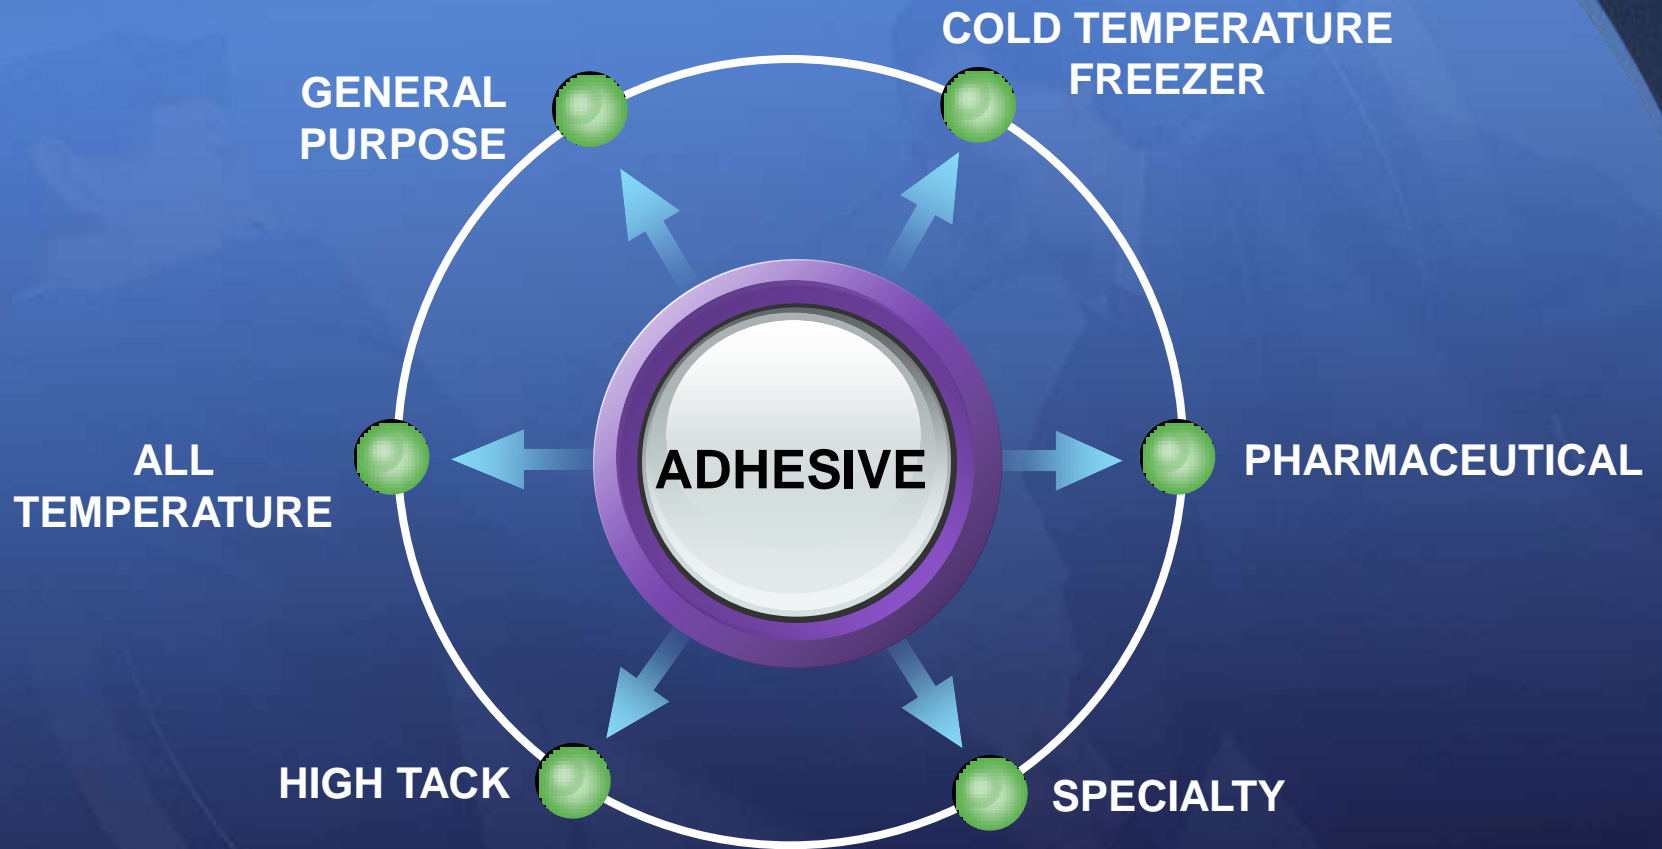 COLD TEMPERATURE
FREEZER
GENERAL
PURPOSE
ALL
TEMPERATURE
ADHESIVE
PHARMACEUTICAL
HIGH TACK
SPECIALTY